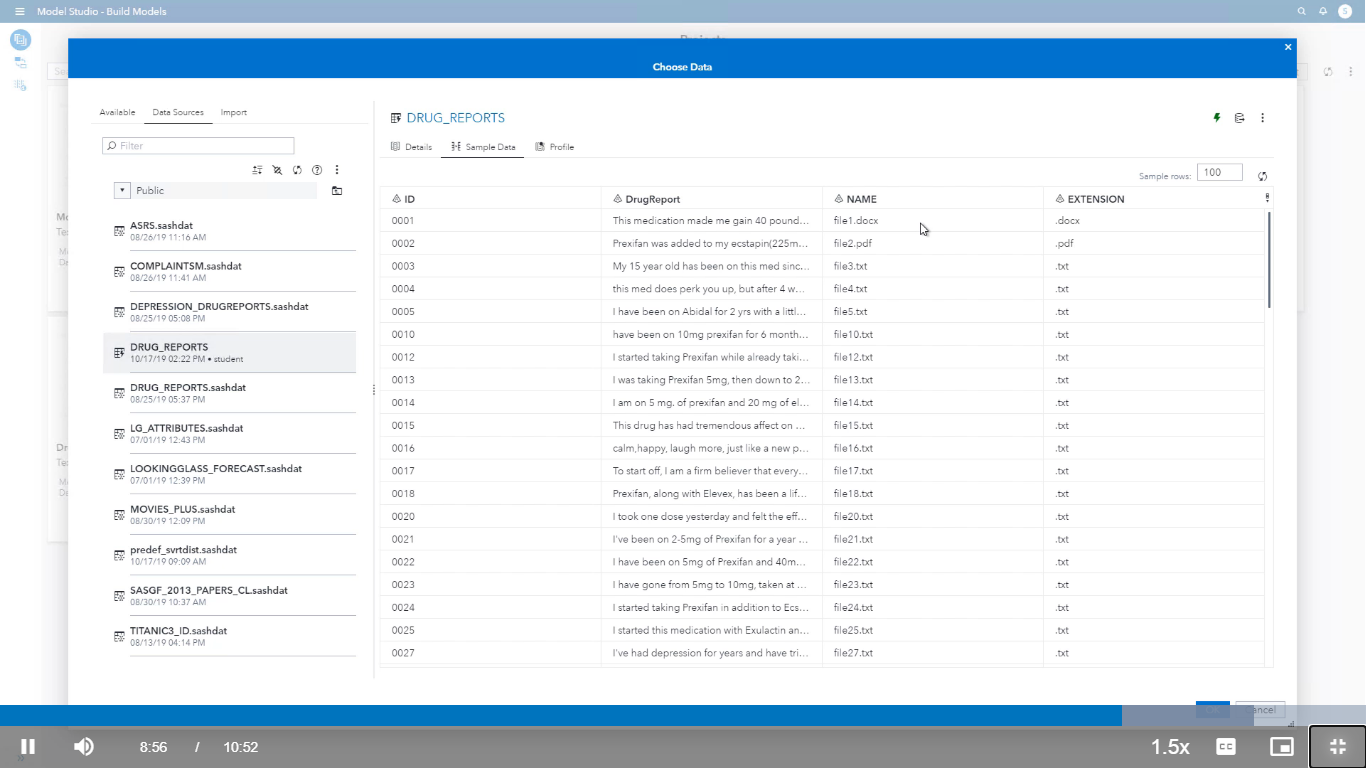 Model Studio - Build Models
S
Choose Data
Available Data Sources Import
Filter
Public
ASRS.sashdat
08/26/19 11:16 AM
COMPLAINTSM.sashdat
08/26/19 11:41 AM
DEPRESSION_DRUGREPORTS.sashdat
08/25/19 05:08 PM
DRUG_REPORTS
10/17/19 02:22 PM • student
DRUG_REPORTS.sashdat
08/25/19 05:37 PM
LG_ATTRIBUTES.sashdat
07/01/19 12:43 PM
LOOKINGGLASS_FORECAST.sashdat
07/01/19 12:39 PM
MOVIES_PLUS.sashdat
08/30/19 12:09 PM
predef_svrtdist.sashdat
10/17/19 09:09 AM
SASGF_2013_PAPERS_CL.sashdat
08/30/19 10:37 AM
TITANIC3_ID.sashdat
08/13/19 04:14 PM
DRUG_REPORTS
Details Sample Data Profile
Sample rows: 100
ID DrugReport NAME EXTENSION
0001 This medication made me gain 40 pound... file1.docx .docx
0002 Prexifan was added to my ecstapin(225m... file2.pdf .pdf
0003 My 15 year old has been on this med sinc... file3.txt .txt
0004 this med does perk you up, but after 4 w... file4.txt .txt
0005 I have been on Abidal for 2 yrs with a littl... file5.txt .txt
0010 have been on 10mg prexifan for 6 month... file10.txt .txt
0012 I started taking Prexifan while already taki... file12.txt .txt
0013 I was taking Prexifan 5mg, then down to 2... file13.txt .txt
0014 I am on 5 mg. of prexifan and 20 mg of el... file14.txt .txt
0015 This drug has had tremendous affect on ... file15.txt .txt
0016 calm,happy, laugh more, just like a new p... file16.txt .txt
0017 To start off, I am a firm believer that every... file17.txt .txt
0018 Prexifan, along with Elevex, has been a lif... file18.txt .txt
0020 I took one dose yesterday and felt the eff... file20.txt .txt
0021 I've been on 2-5mg of Prexifan for a year ... file21.txt .txt
0022 I have been on 5mg of Prexifan and 40m... file22.txt .txt
0023 I have gone from 5mg to 10mg, taken at ... file23.txt .txt
0024 I started taking Prexifan in addition to Ecs... file24.txt .txt
0025 I started this medication with Exulactin an... file25.txt .txt
0027 I've had depression for years and have tri... file27.txt .txt
8:56 / 10:52 1.5x CC